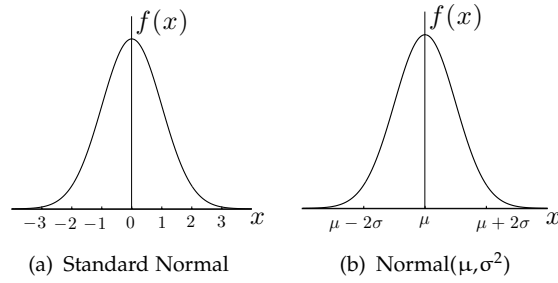 f(x)
−3 −2 −1 0 1 2 3 x
(a) Standard Normal
f(x)
μ − 2σ μ μ + 2σ x
(b) Normal(μ,σ²)